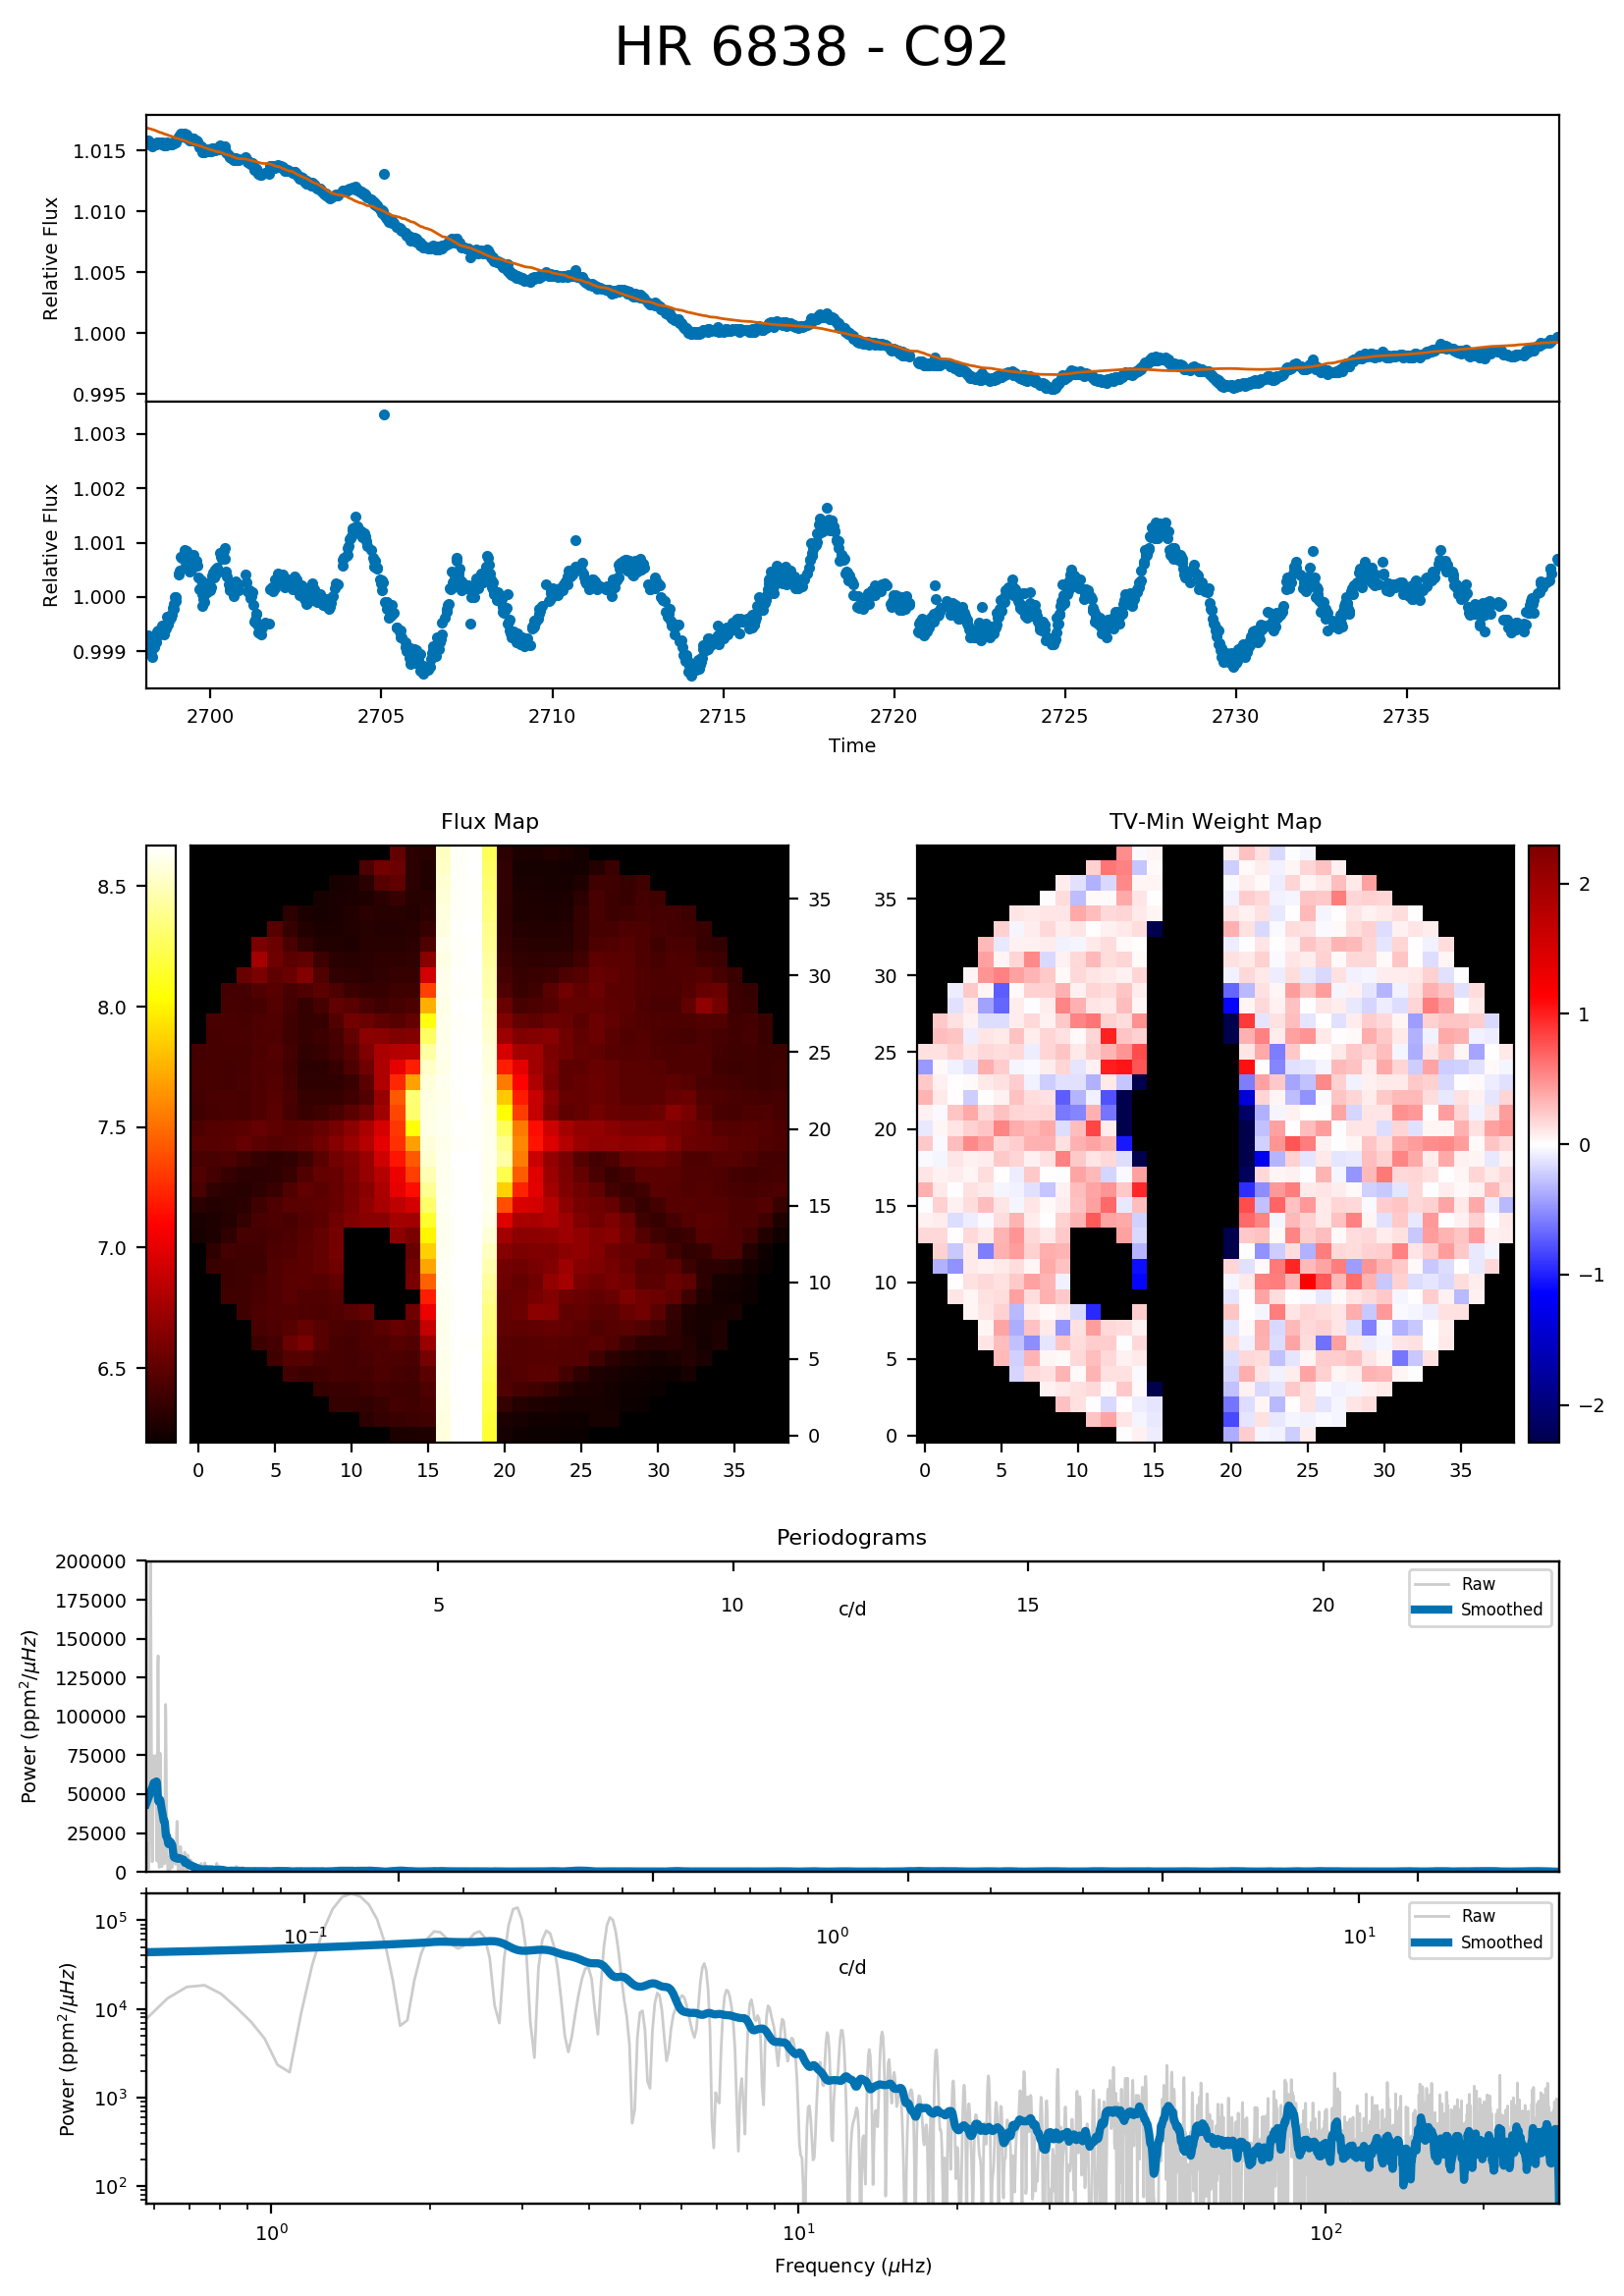 HR 6838 - C92
Relative Flux
1.015
1.010
1.005
1.000
0.995
Relative Flux
1.003
1.002
1.001
1.000
0.999
2700 2705 2710 2715 2720 2725 2730 2735
Time
Flux Map
8.5
8.0
7.5
7.0
6.5
35
30
25
20
15
10
5
0
0 5 10 15 20 25 30 35
TV-Min Weight Map
35
30
25
20
15
10
5
0
0 5 10 15 20 25 30 35
2
1
0
−1
−2
Periodograms
Power (ppm²/μHz)
200000
175000
150000
125000
100000
75000
50000
25000
0
5 10 15 20
c/d
Raw
Smoothed
Power (ppm²/μHz)
10⁵
10⁴
10³
10²
10⁻¹ 10⁰ 10¹
c/d
Raw
Smoothed
10⁰ 10¹ 10²
Frequency (μHz)